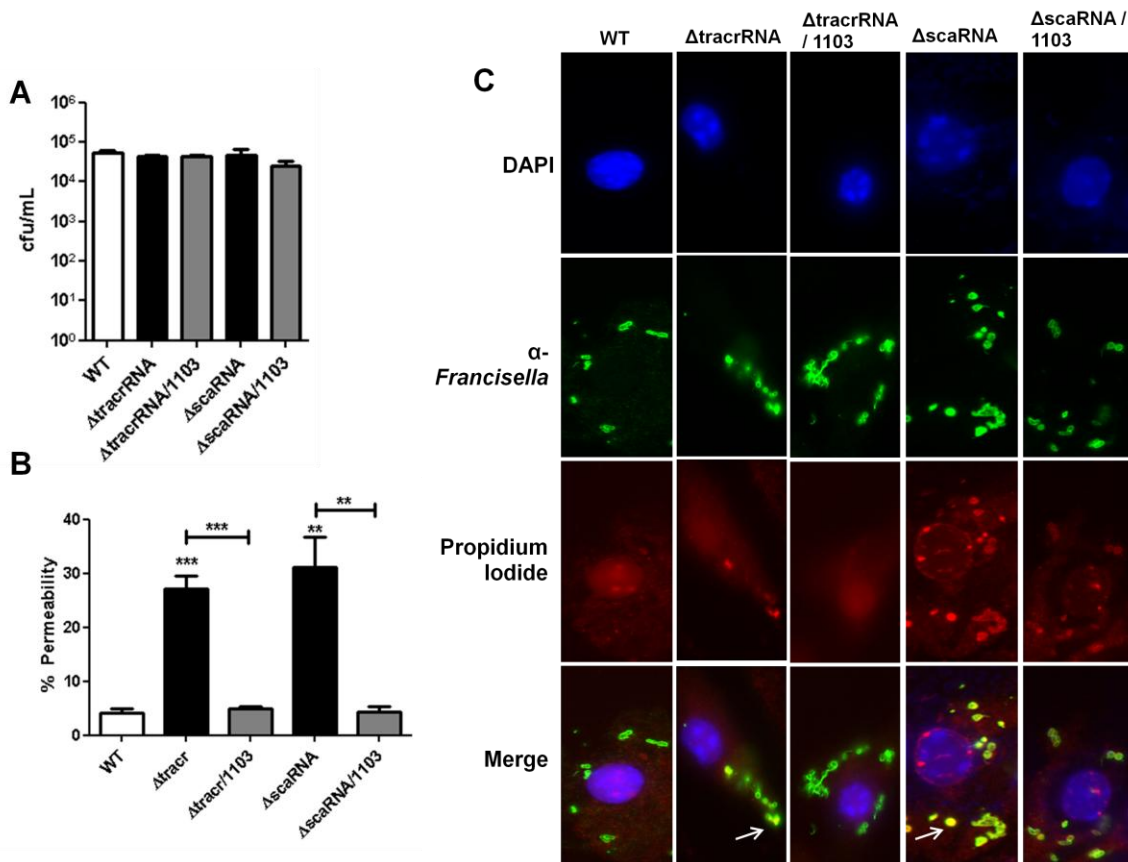 A
10⁶
10⁵
10⁴
10³
10²
10¹
10⁰
cfu/mL
WT
ΔtracrRNA
ΔtracrRNA/1103
ΔscaRNA
ΔscaRNA/1103
B
40
30
20
10
0
% Permeability
***
***
**
**
WT
Δtracr
Δtracr/1103
ΔscaRNA
ΔscaRNA/1103
C
WT
ΔtracrRNA
ΔtracrRNA
/ 1103
ΔscaRNA
ΔscaRNA /
1103
DAPI
α-
Francisella
Propidium
Iodide
Merge